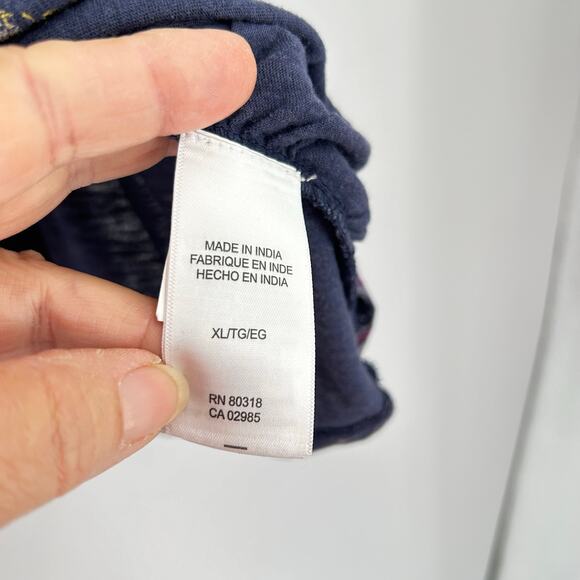 MADE IN INDIA
FABRIQUE EN INDE
HECHO EN INDIA
XL/TG/EG
RN 80318
CA 02985